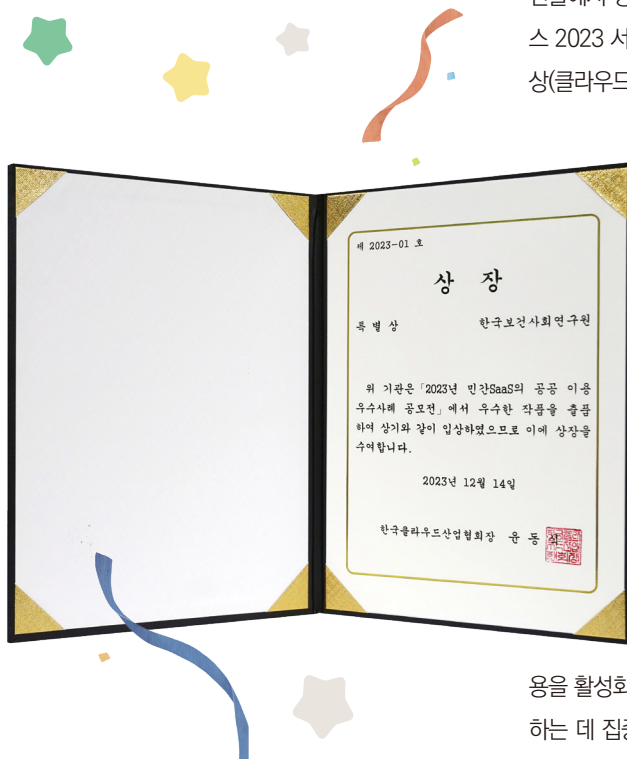 스 2023 서
상(클라우드
제 2023-01 호
상 장
특 별 상 한국보건사회연구원
위 기관은「2023년 민간SaaS의 공공 이용
우수사례 공모전」에서 우수한 작품을 출품
하여 상기와 같이 입상하였으므로 이에 상장을
수여합니다.
2023년 12월 14일
한국클라우드산업협회장 윤 동 식
용을 활성화
하는 데 집중